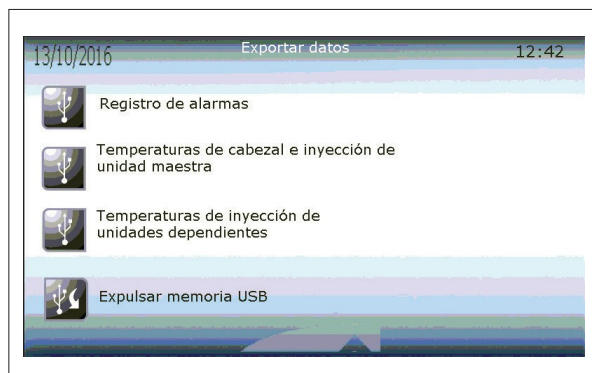 13/10/2016
Exportar datos
12:42
Registro de alarmas
Temperaturas de cabezal e inyección de
unidad maestra
Temperaturas de inyección de
unidades dependientes
Expulsar memoria USB